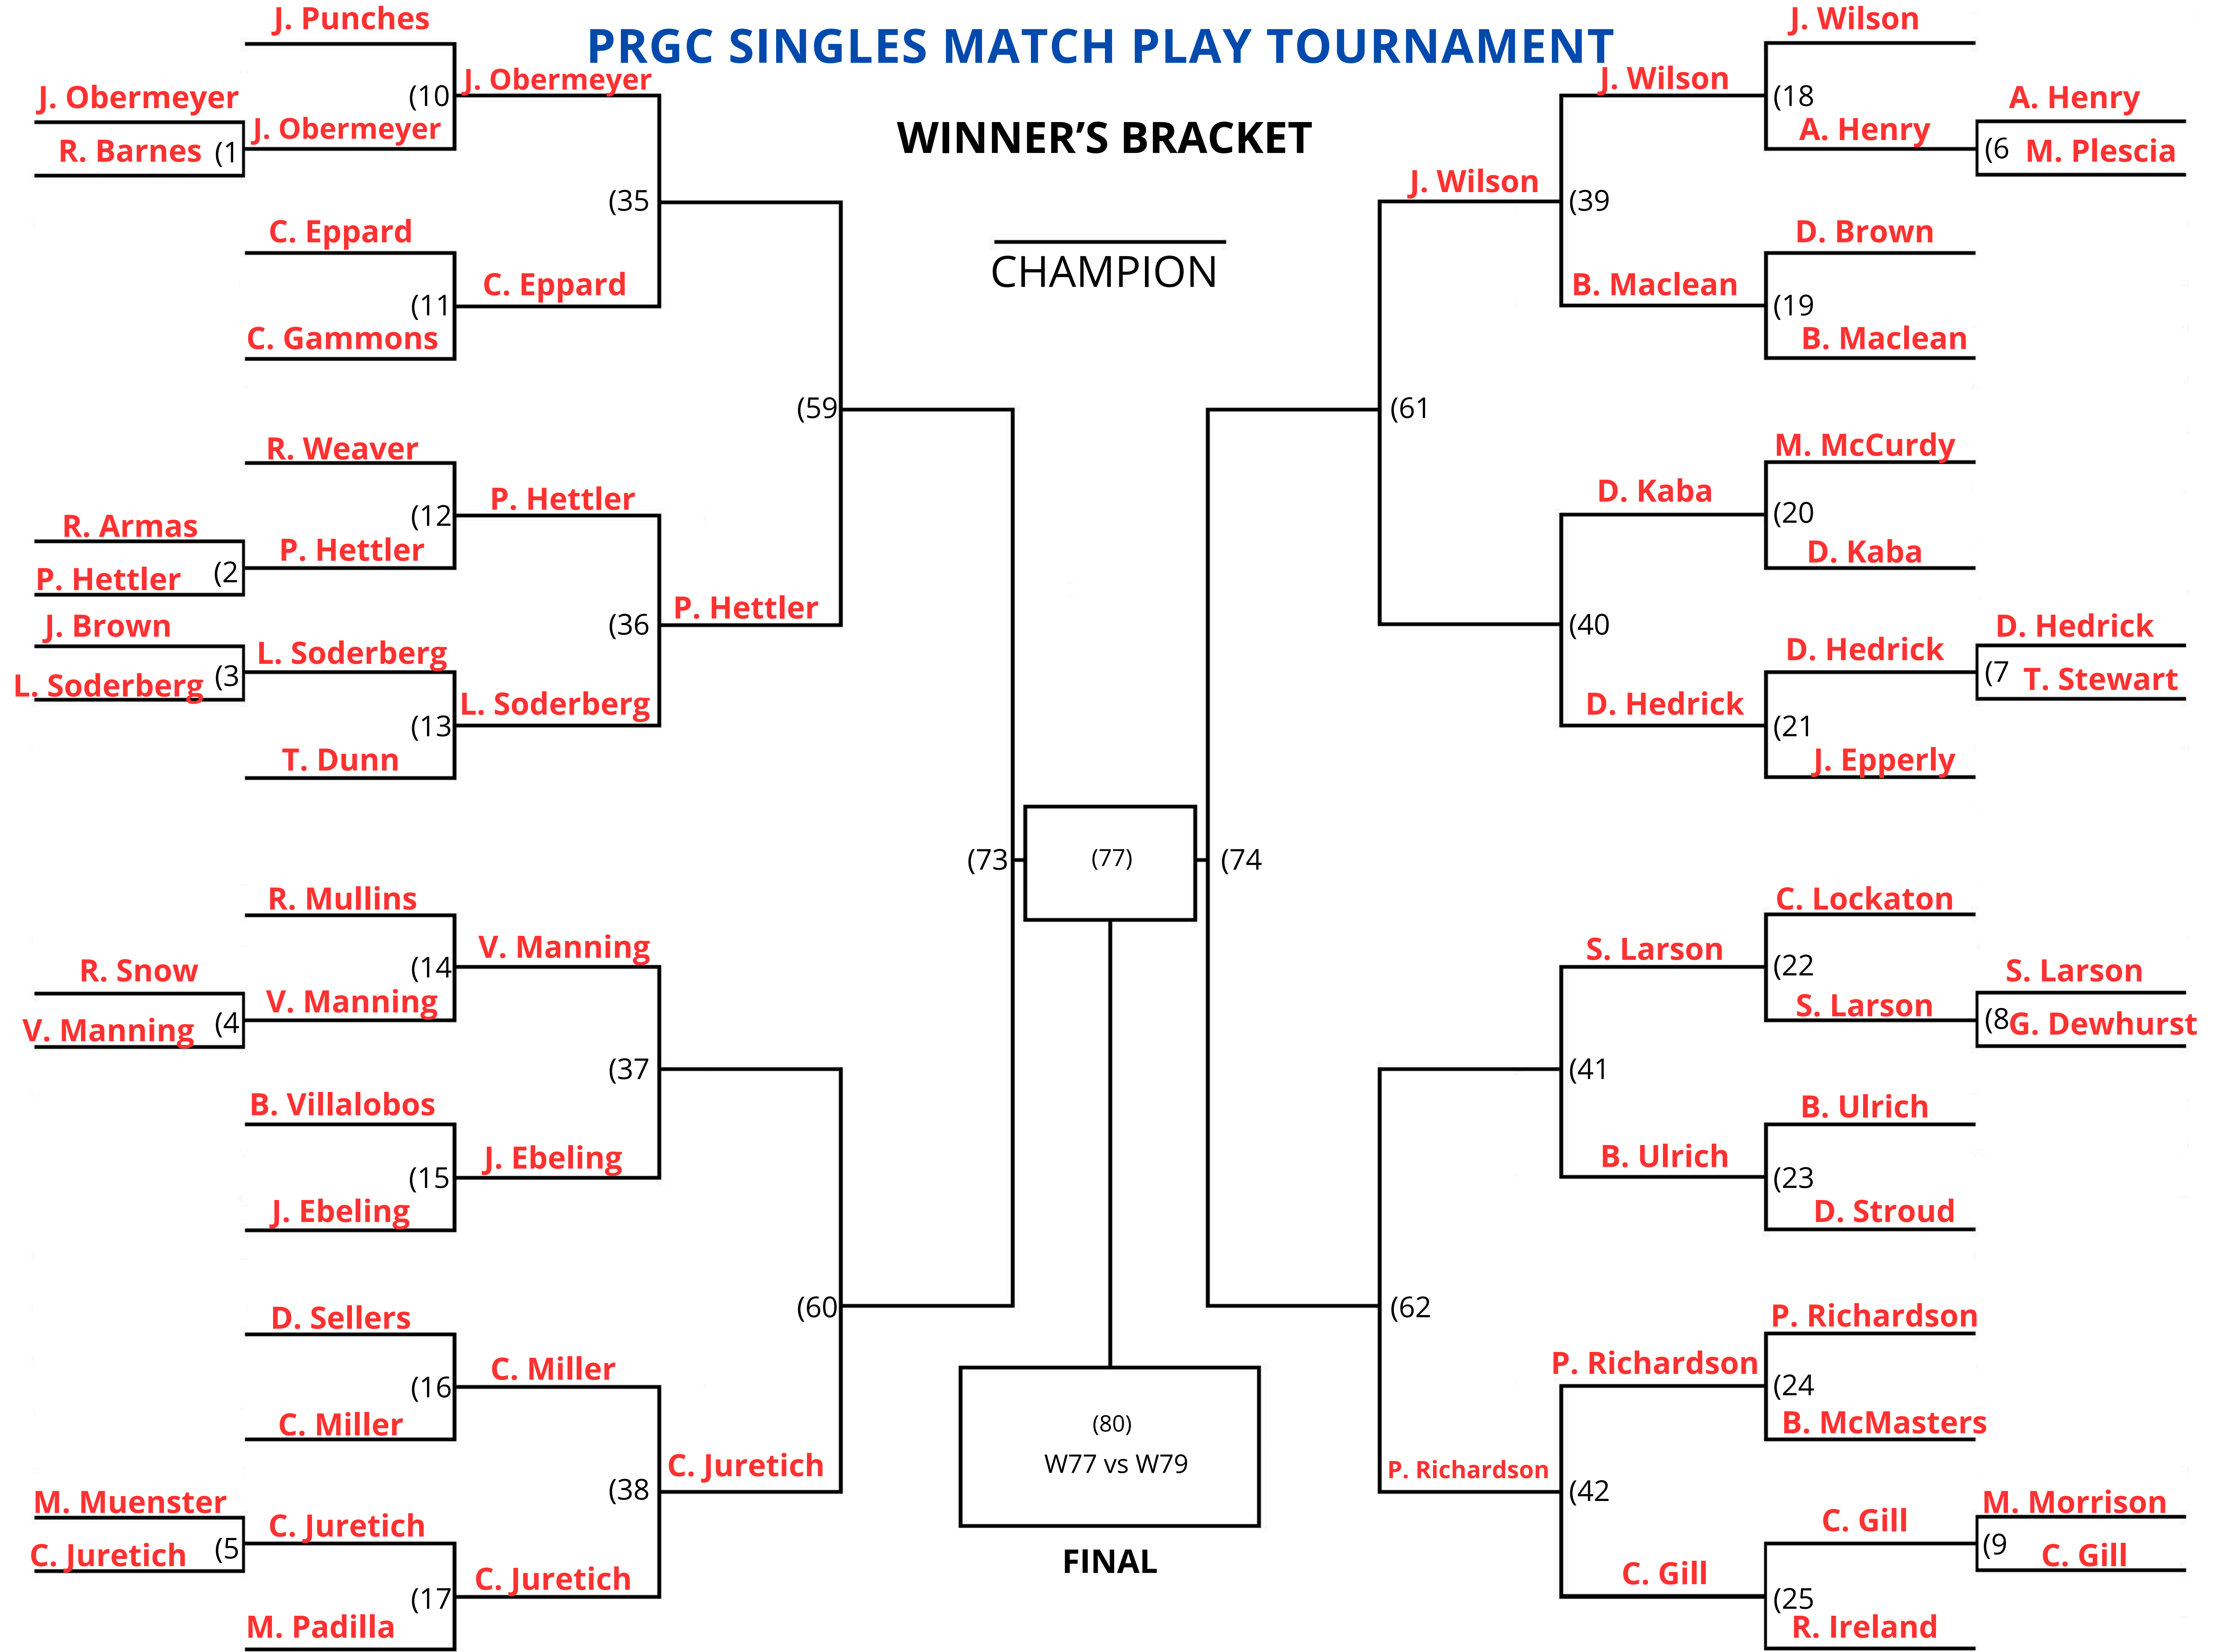 PRGC SINGLES MATCH PLAY TOURNAMENT
WINNER'S BRACKET
CHAMPION
J. Punches
J. Obermeyer
R. Barnes
(1
J. Obermeyer
(10
J. Obermeyer
C. Eppard
(11
C. Gammons
C. Eppard
(35
R. Weaver
R. Armas
P. Hettler
(2
P. Hettler
(12
P. Hettler
J. Brown
L. Soderberg
(3
L. Soderberg
(13
T. Dunn
L. Soderberg
(36
P. Hettler
(59
R. Mullins
R. Snow
V. Manning
(4
V. Manning
(14
V. Manning
B. Villalobos
(15
J. Ebeling
J. Ebeling
(37
D. Sellers
(16
C. Miller
C. Miller
M. Muenster
C. Juretich
(5
C. Juretich
(17
M. Padilla
C. Juretich
(38
C. Juretich
(60
(73
(77)
(74
(80)
W77 vs W79
FINAL
J. Wilson
J. Wilson
(18
A. Henry
A. Henry
(6
M. Plescia
J. Wilson
(39
D. Brown
B. Maclean
(19
B. Maclean
(61
M. McCurdy
D. Kaba
(20
D. Kaba
(40
D. Hedrick
D. Hedrick
(7
T. Stewart
D. Hedrick
(21
J. Epperly
C. Lockaton
S. Larson
(22
S. Larson
S. Larson
(8
G. Dewhurst
(41
B. Ulrich
B. Ulrich
(23
D. Stroud
(62
P. Richardson
P. Richardson
(24
B. McMasters
P. Richardson
(42
C. Gill
M. Morrison
(9
C. Gill
C. Gill
(25
R. Ireland